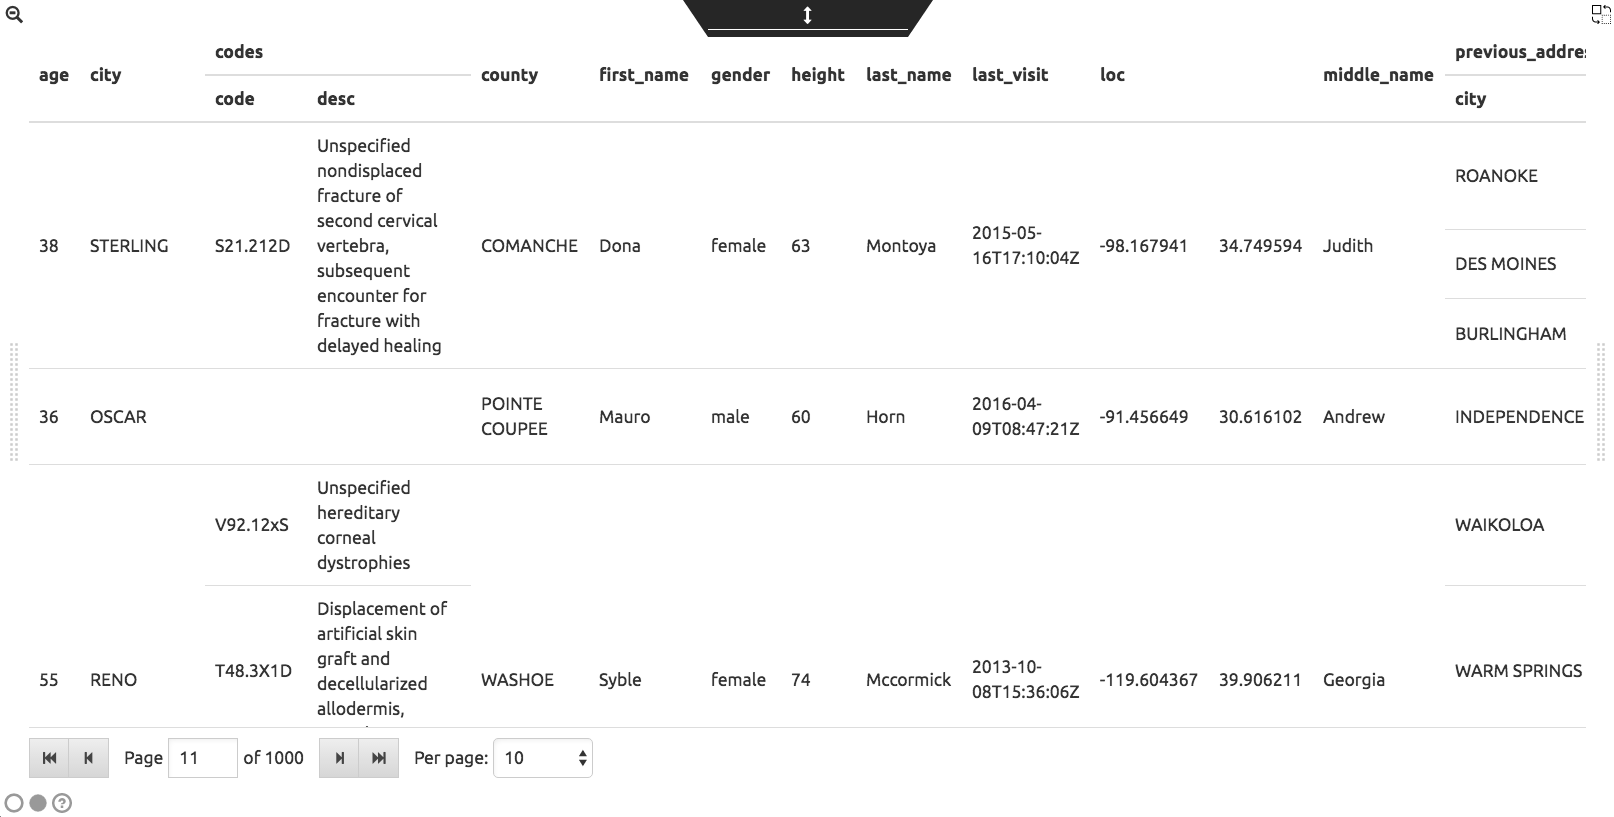 codes previous_addre
age city county first_name gender height last_name last_visit loc middle_name
code desc city
Unspecified
nondisplaced
fracture of
second cervical
vertebra,
subsequent
encounter for
fracture with
delayed healing
38 STERLING S21.212D COMANCHE Dona female 63 Montoya 2015-05-
16T17:10:04Z -98.167941 34.749594 Judith
ROANOKE
DES MOINES
BURLINGHAM
36 OSCAR POINTE
COUPEE Mauro male 60 Horn 2016-04-
09T08:47:21Z -91.456649 30.616102 Andrew INDEPENDENCE
V92.12xS Unspecified
hereditary
corneal
dystrophies
WAIKOLOA
T48.3X1D Displacement of
artificial skin
graft and
decellularized
allodermis,
55 RENO WASHOE Syble female 74 Mccormick 2013-10-
08T15:36:06Z -119.604367 39.906211 Georgia
WARM SPRINGS
Page 11 of 1000 Per page: 10
?